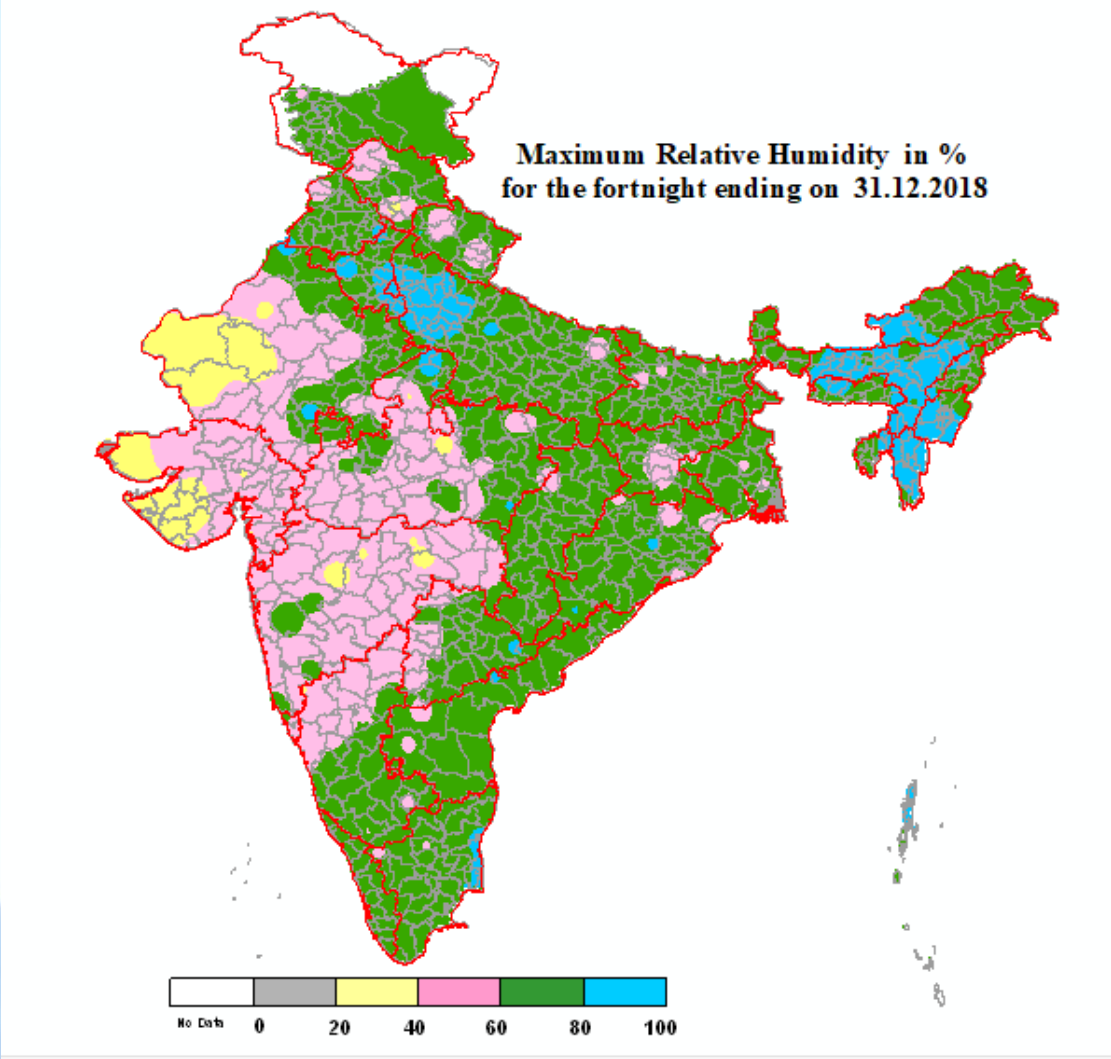 Maximum Relative Humidity in %
for the fortnight ending on 31.12.2018
No Data 0 20 40 60 80 100